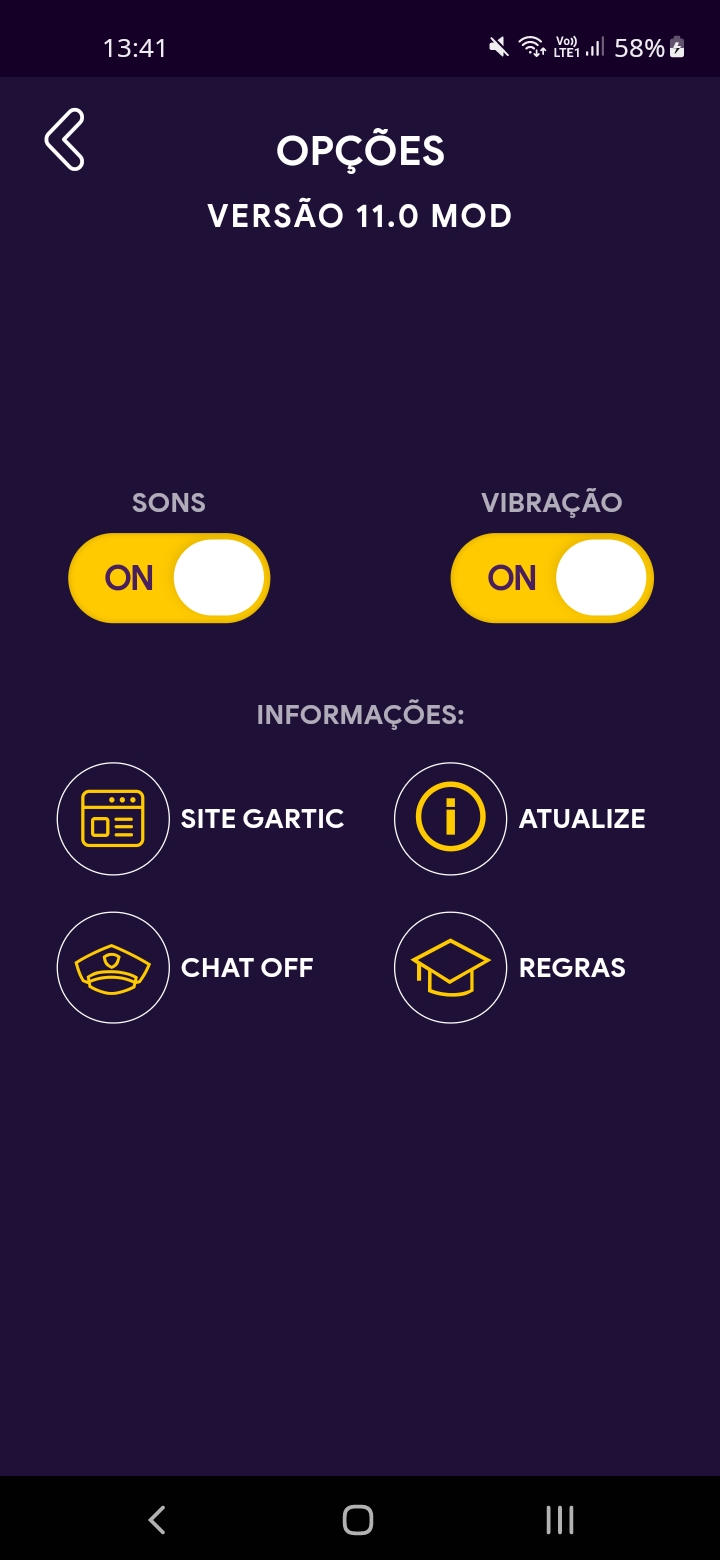 13:41 Vo)) LTE1 58%
OPÇÕES
VERSÃO 11.0 MOD
SONS VIBRAÇÃO
ON ON
INFORMAÇÕES:
SITE GARTIC ATUALIZE
CHAT OFF REGRAS